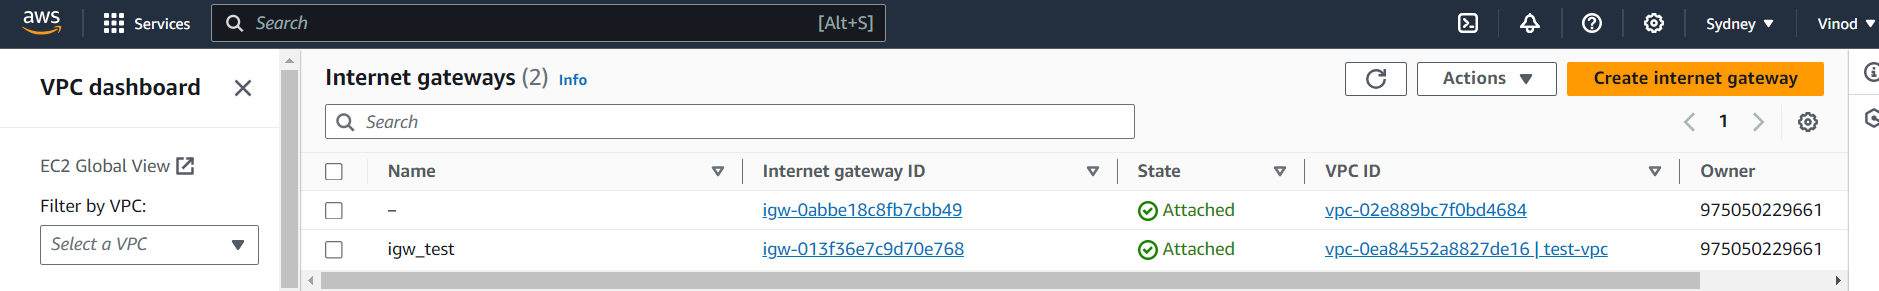 aws Services Search [Alt+S] Sydney Vinod
VPC dashboard
EC2 Global View
Filter by VPC:
Select a VPC
Internet gateways (2) Info Actions Create internet gateway
Search 1
Name Internet gateway ID State VPC ID Owner
– igw-0abbe18c8fb7cbb49 Attached vpc-02e889bc7f0bd4684 975050229661
igw_test igw-013f36e7c9d70e768 Attached vpc-0ea84552a8827de16 | test-vpc 975050229661